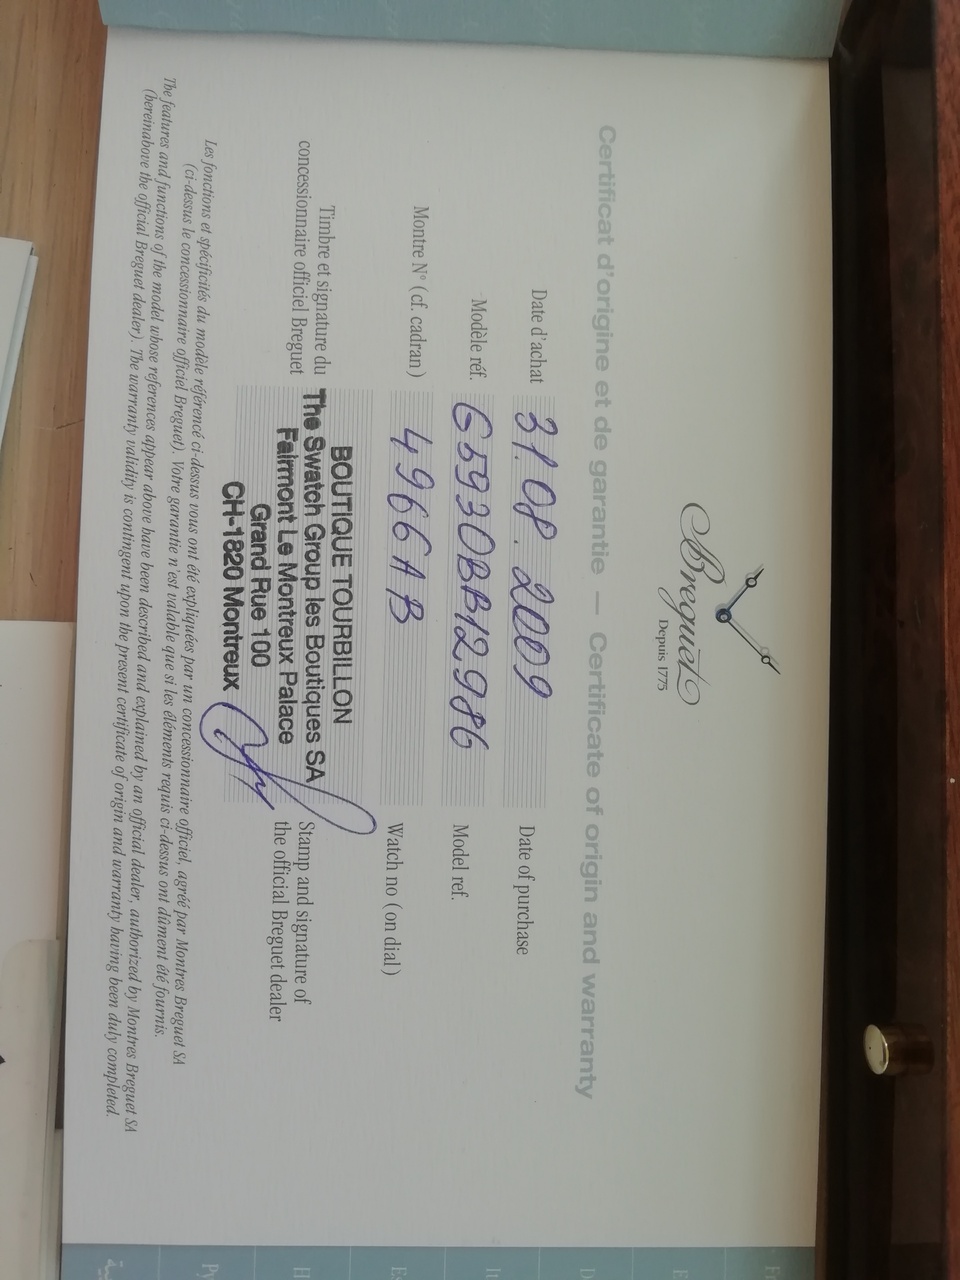 Breguet
Depuis 1775
Certificat d'origine et de garantie — Certificate of origin and warranty
Date d'achat 31.08.2009 Date of purchase
Modèle réf. G5930BB12986 Model ref.
Montre N° (cf. cadran) 4966AB Watch no (on dial)
BOUTIQUE TOURBILLON
Timbre et signature du The Swatch Group les Boutiques SA Stamp and signature of
concessionnaire officiel Breguet Fairmont Le Montreux Palace the official Breguet dealer
Grand Rue 100
CH-1820 Montreux
Les fonctions et spécificités du modèle référencé ci-dessus vous ont été expliquées par un concessionnaire officiel, agréé par Montres Breguet SA
(ci-dessus le concessionnaire officiel Breguet). Votre garantie n'est valable que si les éléments requis ci-dessus ont dûment été fournis.
The features and functions of the model whose references appear above have been described and explained by an official dealer, authorized by Montres Breguet SA
(hereinabove the official Breguet dealer). The warranty validity is contingent upon the present certificate of origin and warranty having been duly completed.